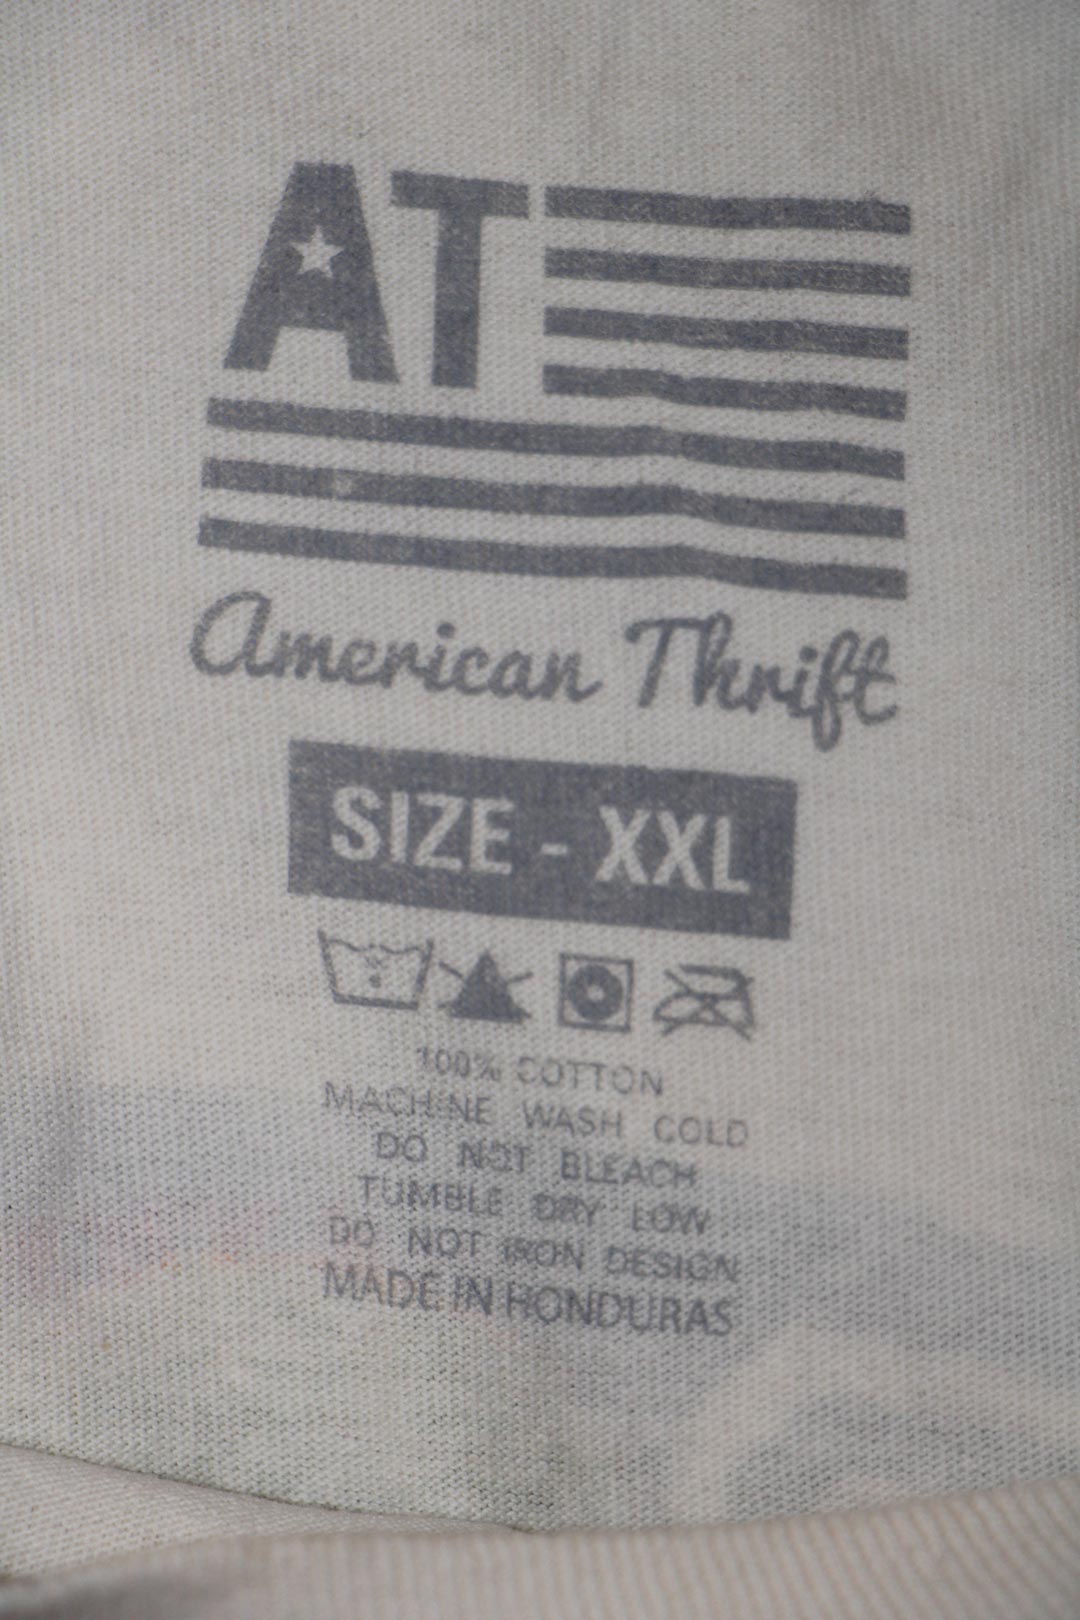 AT
American Thrift
SIZE - XXL
100% COTTON
MACHINE WASH COLD
DO NOT BLEACH
TUMBLE DRY LOW
DO NOT IRON DESIGN
MADE IN HONDURAS